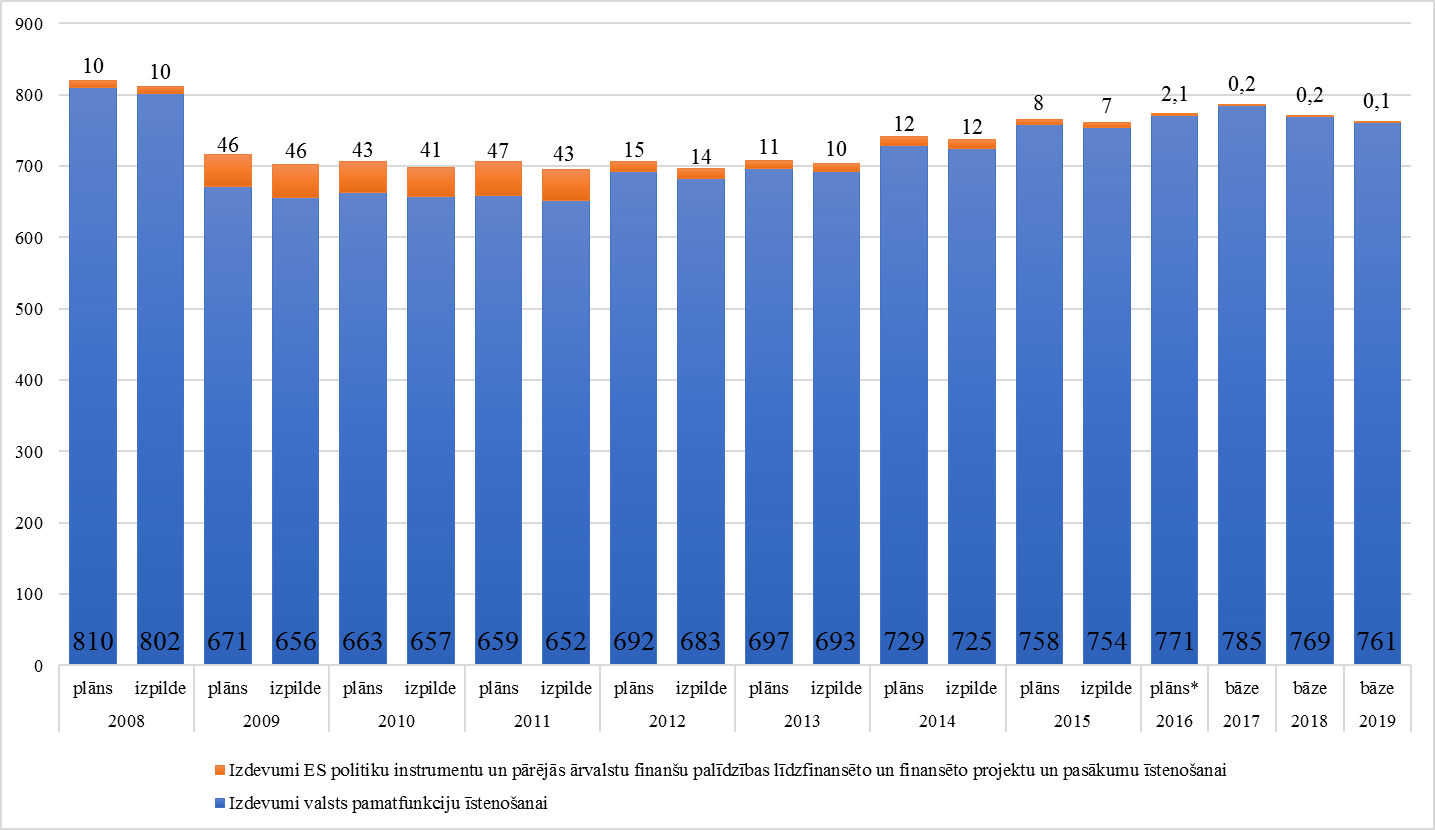 900
800
700
600
500
400
300
200
100
0
10 10 46 46 43 41 47 43 15 14 11 10 12 12 8 7 2,1 0,2 0,2 0,1
810 802 671 656 663 657 659 652 692 683 697 693 729 725 758 754 771 785 769 761
plāns izpilde plāns izpilde plāns izpilde plāns izpilde plāns izpilde plāns izpilde plāns izpilde plāns izpilde plāns* bāze bāze bāze
2008 2009 2010 2011 2012 2013 2014 2015 2016 2017 2018 2019
Izdevumi ES politiku instrumentu un pārējās ārvalstu finanšu palīdzības līdzfinansēto un finansēto projektu un pasākumu īstenošanai
Izdevumi valsts pamatfunkciju īstenošanai